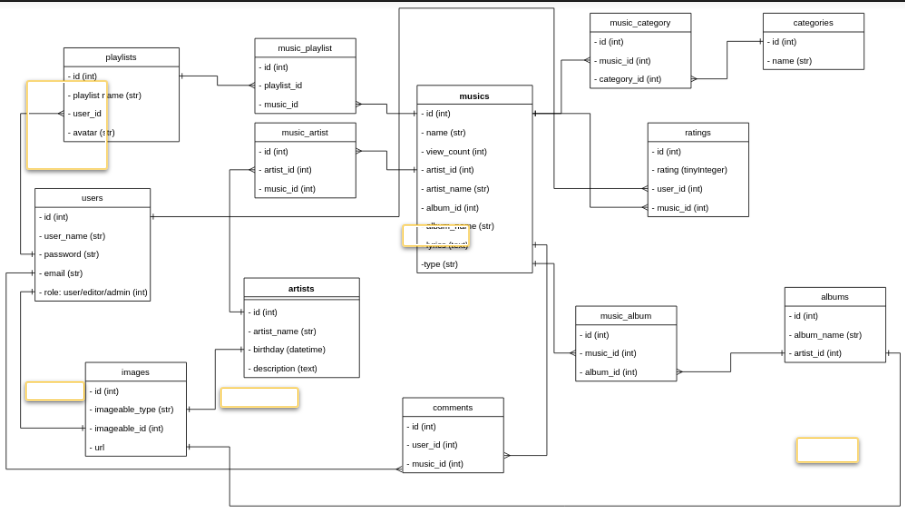 playlists
- id (int)
- playlist name (str)
- user_id
- avatar (str)
music_playlist
- id (int)
- playlist_id
- music_id
music_artist
- id (int)
- artist_id (int)
- music_id (int)
musics
- id (int)
- name (str)
- view_count (int)
- artist_id (int)
- artist_name (str)
- album_id (int)
- album_name (str)
- lyrics (text)
-type (str)
music_category
- id (int)
- music_id (int)
- category_id (int)
categories
- id (int)
- name (str)
ratings
- id (int)
- rating (tinyInteger)
- user_id (int)
- music_id (int)
users
- id (int)
- user_name (str)
- password (str)
- email (str)
- role: user/editor/admin (int)
artists
- id (int)
- artist_name (str)
- birthday (datetime)
- description (text)
images
- id (int)
- imageable_type (str)
- imageable_id (int)
- url
comments
- id (int)
- user_id (int)
- music_id (int)
music_album
- id (int)
- music_id (int)
- album_id (int)
albums
- id (int)
- album_name (str)
- artist_id (int)